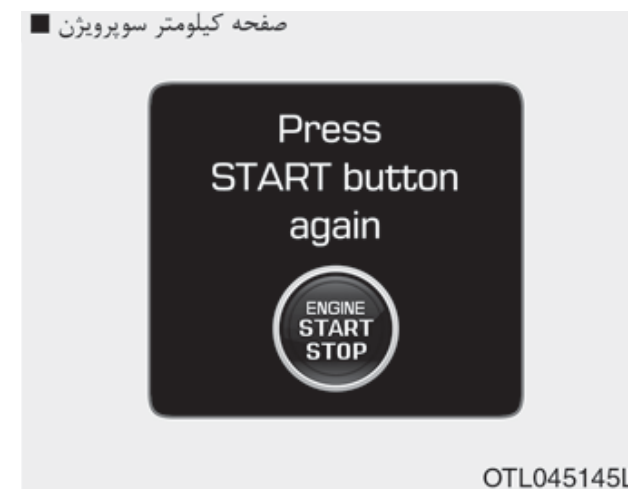 ■ صفحه کیلومتر سوپرویژن
Press
START button
again
ENGINE
START
STOP
OTL045145L